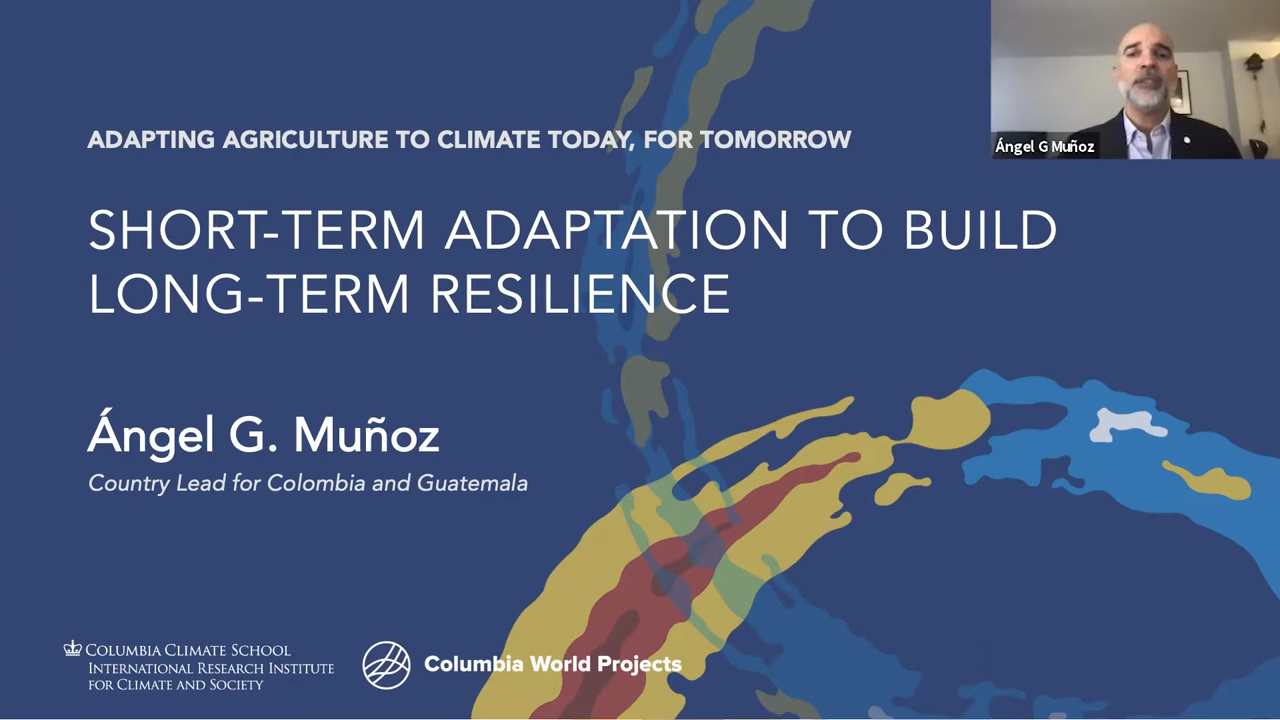 ADAPTING AGRICULTURE TO CLIMATE TODAY, FOR TOMORROW
Ángel G Muñoz
SHORT-TERM ADAPTATION TO BUILD
LONG-TERM RESILIENCE
Ángel G. Muñoz
Country Lead for Colombia and Guatemala
COLUMBIA CLIMATE SCHOOL
INTERNATIONAL RESEARCH INSTITUTE
FOR CLIMATE AND SOCIETY
Columbia World Projects